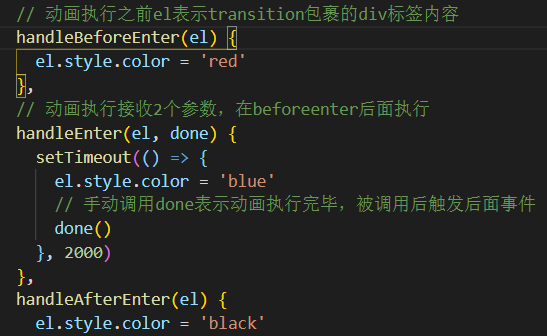 // 动画执行之前el表示transition包裹的div标签内容
handleBeforeEnter(el) {
el.style.color = 'red'
},
// 动画执行接收2个参数，在beforeenter后面执行
handleEnter(el, done) {
setTimeout(() => {
el.style.color = 'blue'
// 手动调用done表示动画执行完毕，被调用后触发后面事件
done()
}, 2000)
},
handleAfterEnter(el) {
el.style.color = 'black'